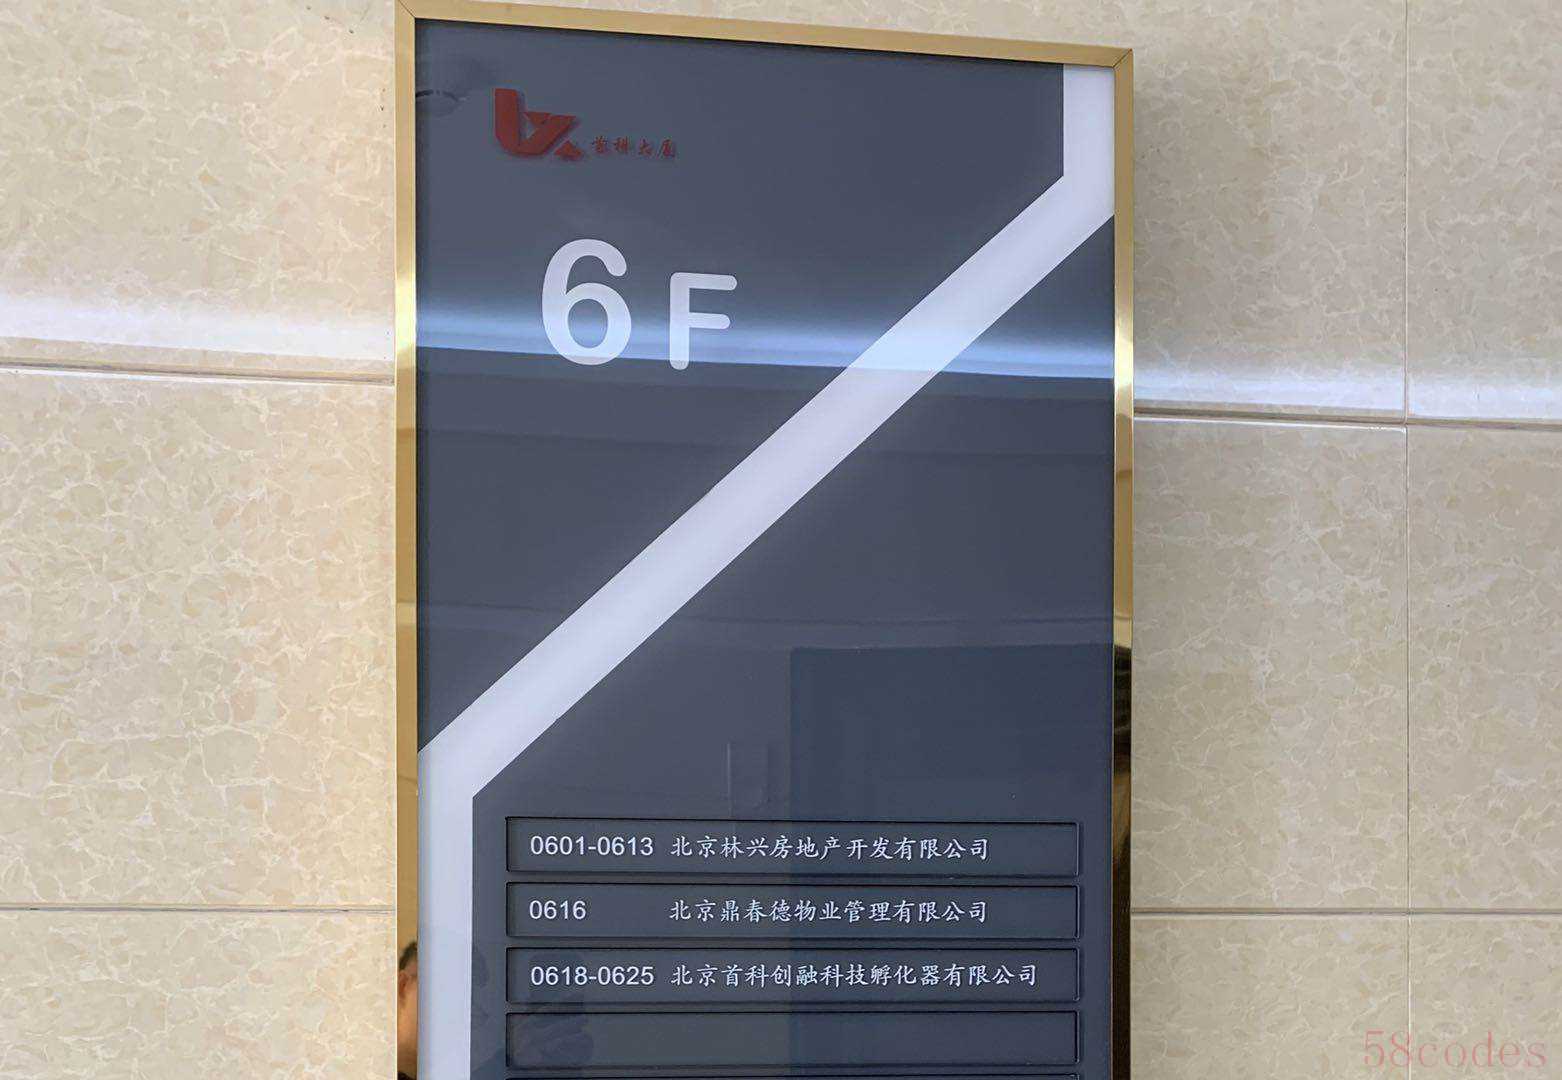 首科大厦
6F
0601-0613 北京林兴房地产开发有限公司
0616 北京鼎春德物业管理有限公司
0618-0625 北京首科创融科技孵化器有限公司
58codes